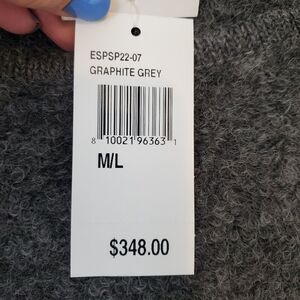 ESPSP22-07
GRAPHITE GREY
8 10021 96363 1
M/L
$348.00